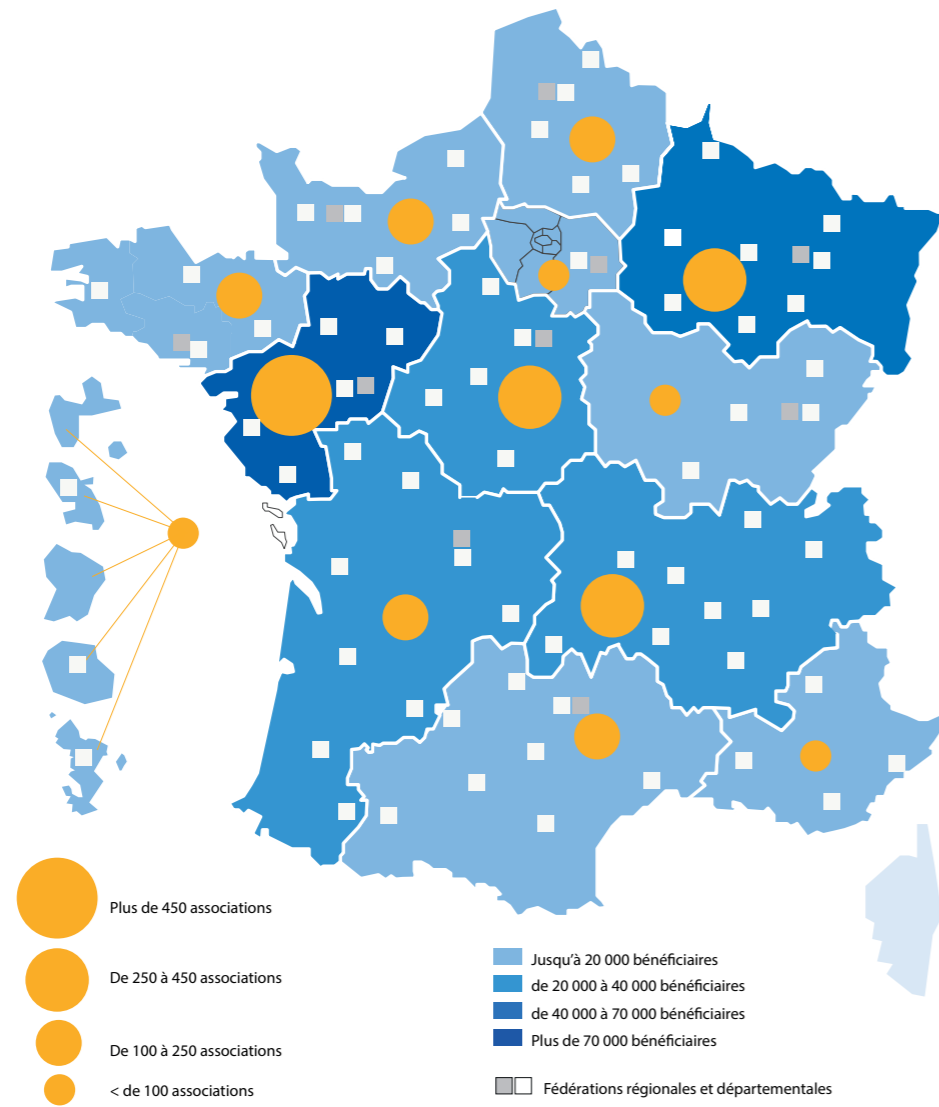 Plus de 450 associations
De 250 à 450 associations
De 100 à 250 associations
< de 100 associations
Jusqu'à 20 000 bénéficiaires
de 20 000 à 40 000 bénéficiaires
de 40 000 à 70 000 bénéficiaires
Plus de 70 000 bénéficiaires
Fédérations régionales et départementales